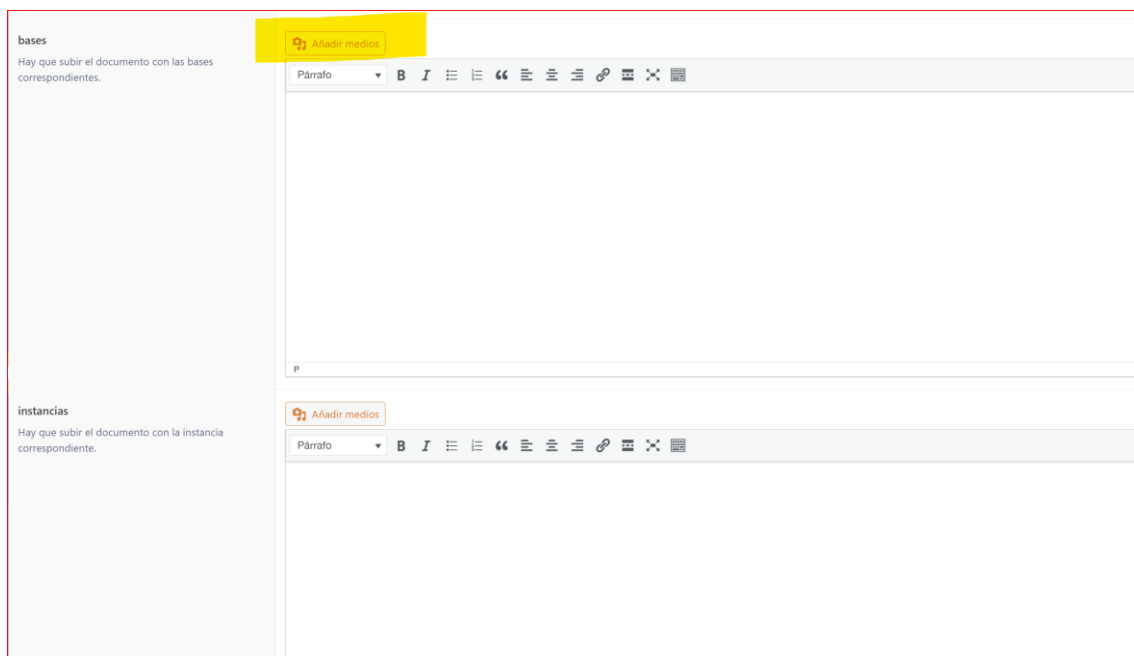 bases
Hay que subir el documento con las bases
correspondientes.
Añadir medios
Párrafo
P
instancias
Hay que subir el documento con la instancia
correspondiente.
Añadir medios
Párrafo